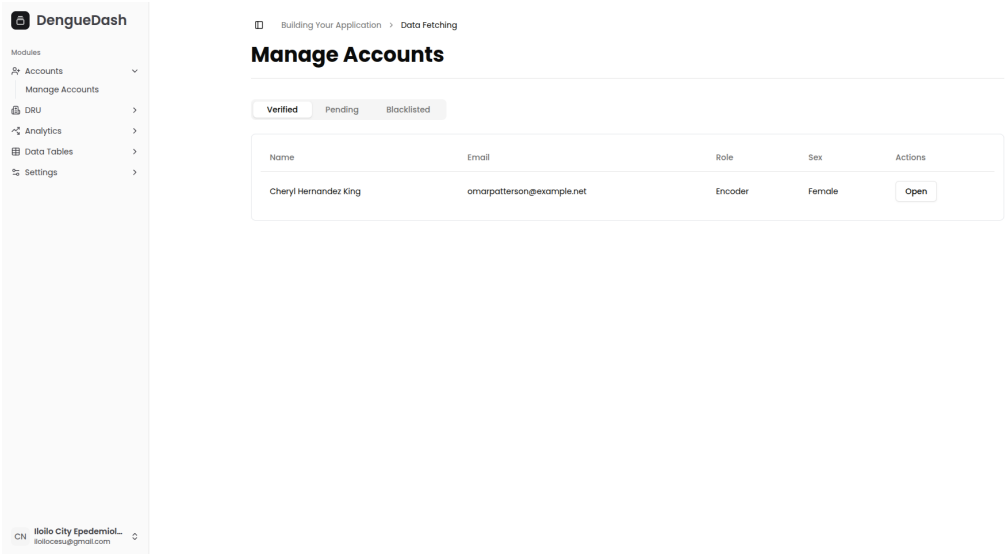 DengueDash
Modules
Accounts
Manage Accounts
DRU
Analytics
Data Tables
Settings
CN
Iloilo City Epedemiol...
iloilocesu@gmail.com
Building Your Application > Data Fetching
Manage Accounts
Verified Pending Blacklisted
Name Email Role Sex Actions
Cheryl Hernandez King omarpatterson@example.net Encoder Female Open